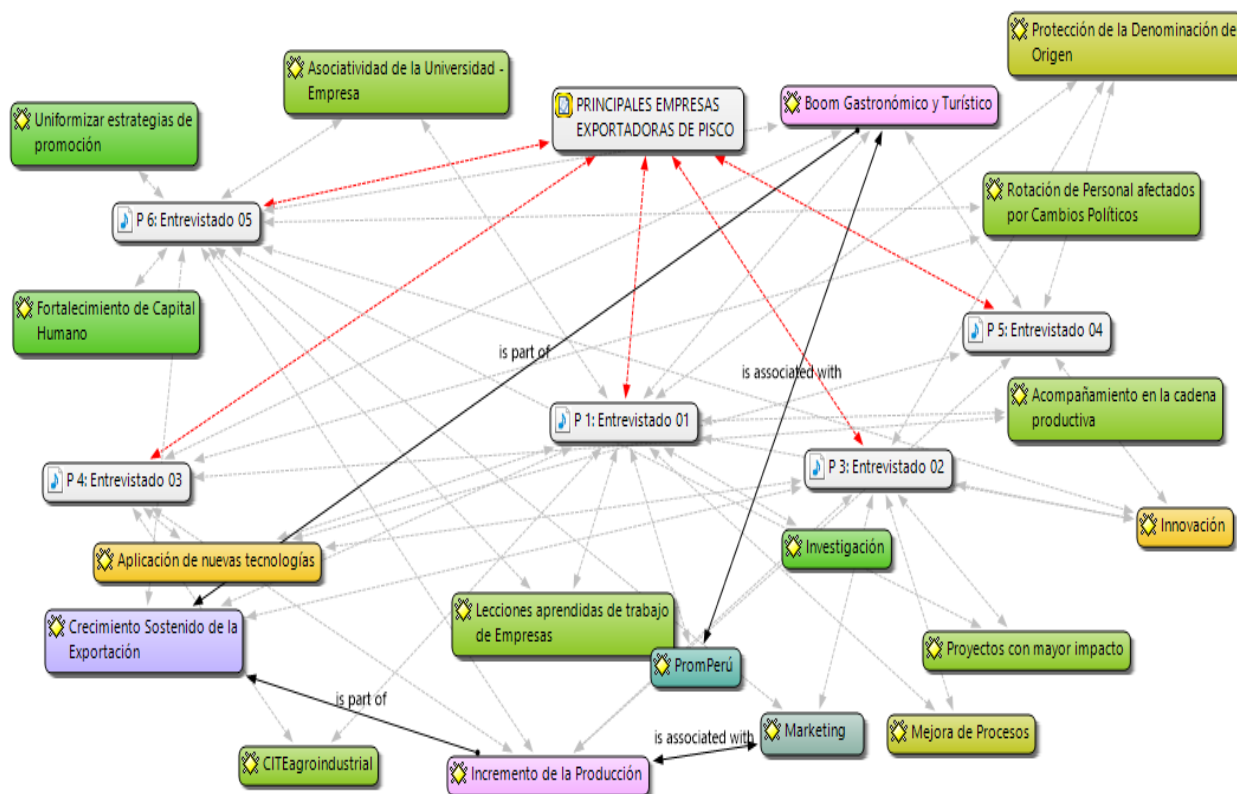 Protección de la Denominación de
Origen
Asociatividad de la Universidad -
Empresa
PRINCIPALES EMPRESAS
EXPORTADORAS DE PISCO
Boom Gastronómico y Turístico
Uniformizar estrategias de
promoción
Rotación de Personal afectados
por Cambios Políticos
P 6: Entrevistado 05
Fortalecimiento de Capital
Humano
P 5: Entrevistado 04
is part of
is associated with
Acompañamiento en la cadena
productiva
P 1: Entrevistado 01
P 3: Entrevistado 02
P 4: Entrevistado 03
Innovación
Aplicación de nuevas tecnologías
Investigación
Lecciones aprendidas de trabajo
de Empresas
Crecimiento Sostenido de la
Exportación
Proyectos con mayor impacto
PromPerú
is part of
Marketing
Mejora de Procesos
is associated with
CITEagroindustrial
Incremento de la Producción